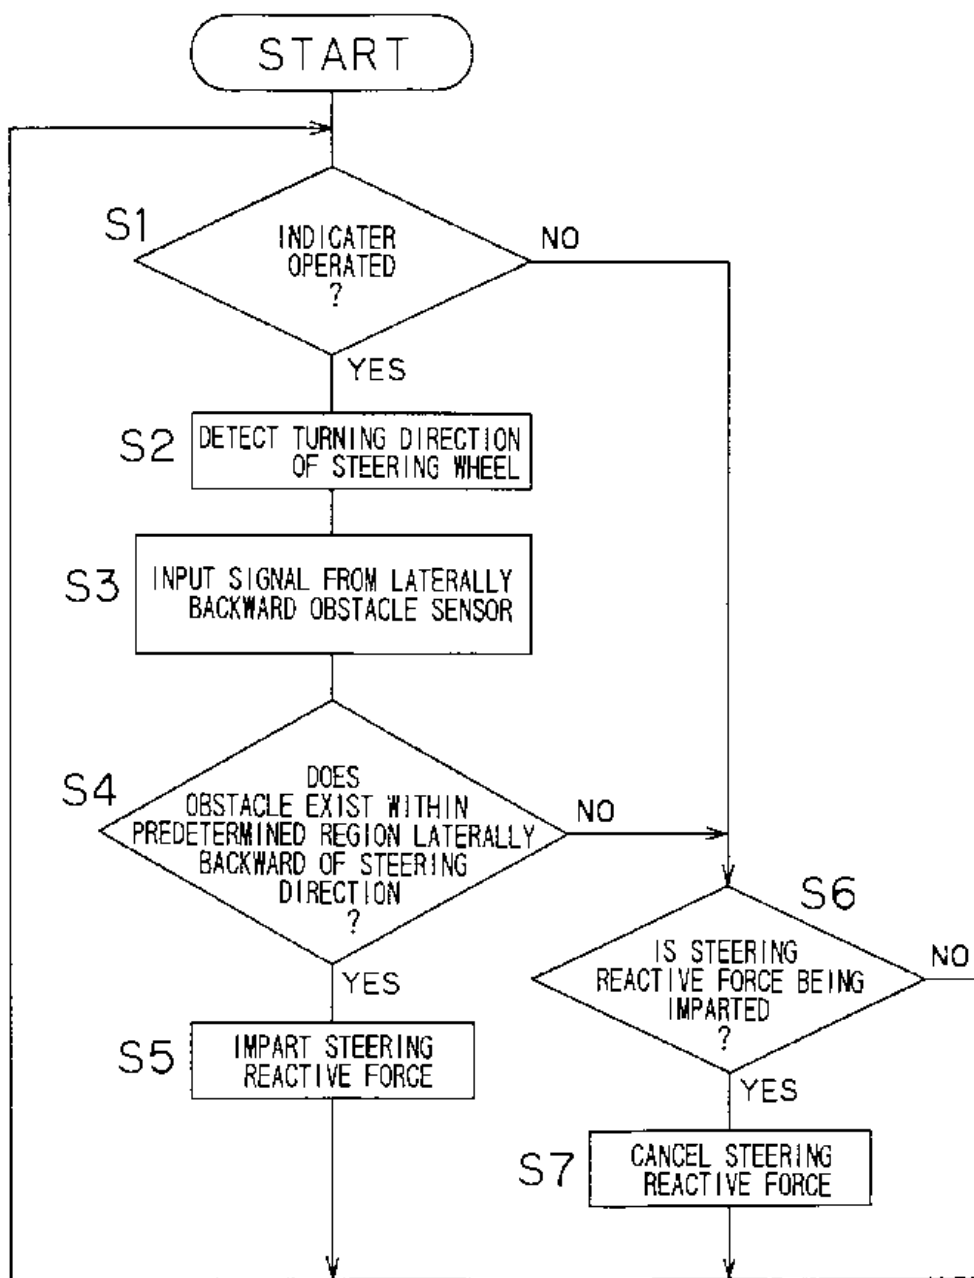 START
S1
INDICATER
OPERATED
?
NO
YES
S2
DETECT TURNING DIRECTION
OF STEERING WHEEL
S3
INPUT SIGNAL FROM LATERALLY
BACKWARD OBSTACLE SENSOR
S4
DOES
OBSTACLE EXIST WITHIN
PREDETERMINED REGION LATERALLY
BACKWARD OF STEERING
DIRECTION
?
NO
YES
S5
IMPART STEERING
REACTIVE FORCE
S6
IS STEERING
REACTIVE FORCE BEING
IMPARTED
?
NO
YES
S7
CANCEL STEERING
REACTIVE FORCE